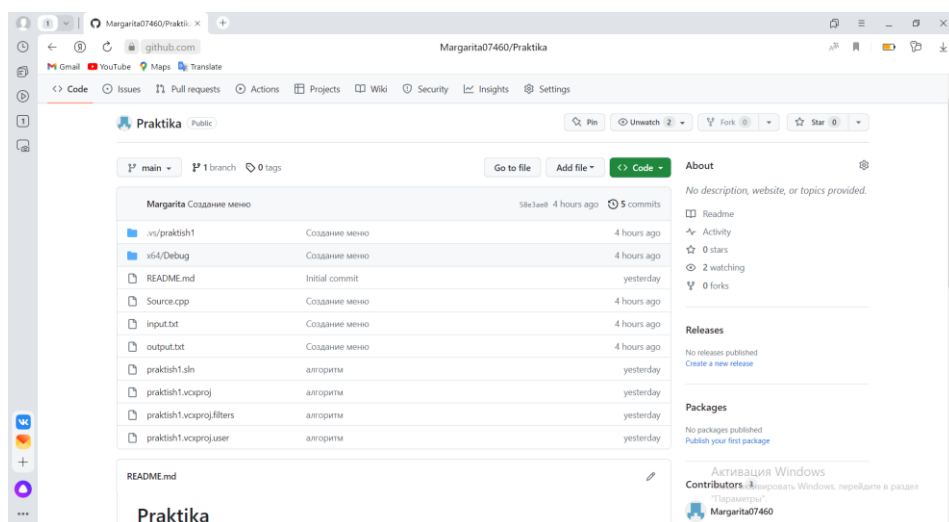 1 Margarita07460/Praktik
github.com Margarita07460/Praktika
Gmail YouTube Maps Translate
Code Issues Pull requests Actions Projects Wiki Security Insights Settings
Praktika Public Pin Unwatch 2 Fork 0 Star 0
main 1 branch 0 tags Go to file Add file Code
Margarita Создание меню 58e3ae0 4 hours ago 5 commits
.vs/praktish1 Создание меню 4 hours ago
x64/Debug Создание меню 4 hours ago
README.md Initial commit yesterday
Source.cpp Создание меню 4 hours ago
input.txt Создание меню 4 hours ago
output.txt Создание меню 4 hours ago
praktish1.sln алгоритм yesterday
praktish1.vcxproj алгоритм yesterday
praktish1.vcxproj.filters алгоритм yesterday
praktish1.vcxproj.user алгоритм yesterday
README.md
Praktika
About
No description, website, or topics provided.
Readme
Activity
0 stars
2 watching
0 forks
Releases
No releases published
Create a new release
Packages
No packages published
Publish your first package
Активация Windows
Contributors 1
Windows, перейдите в раздел
"Параметры".
Margarita07460